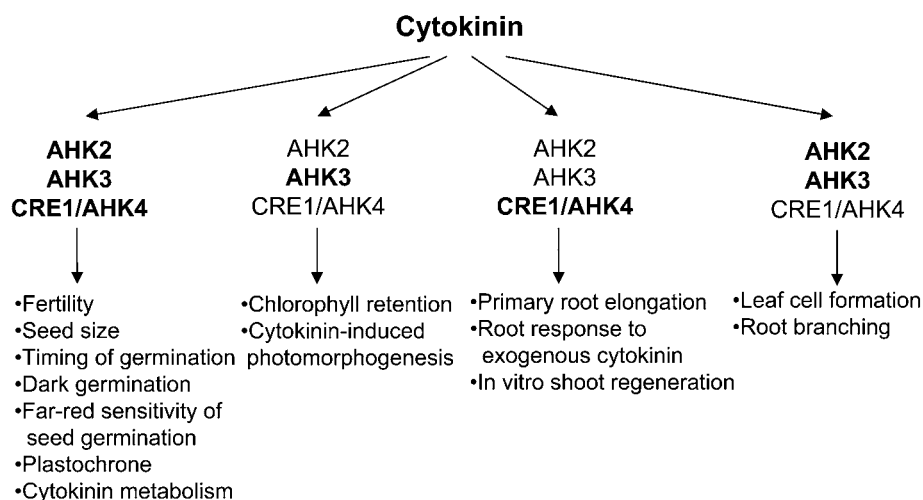 Cytokinin
AHK2
AHK3
CRE1/AHK4
•Fertility
•Seed size
•Timing of germination
•Dark germination
•Far-red sensitivity of
seed germination
•Plastochrone
•Cytokinin metabolism
AHK2
AHK3
CRE1/AHK4
•Chlorophyll retention
•Cytokinin-induced
photomorphogenesis
AHK2
AHK3
CRE1/AHK4
•Primary root elongation
•Root response to
exogenous cytokinin
•In vitro shoot regeneration
AHK2
AHK3
CRE1/AHK4
•Leaf cell formation
•Root branching